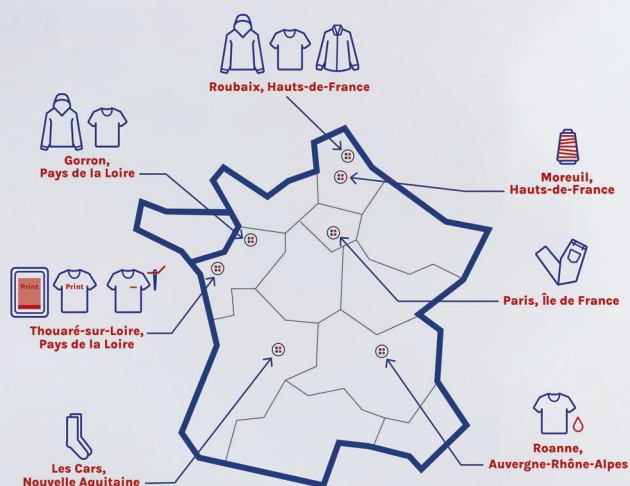 Roubaix, Hauts-de-France
Gorron,
Pays de la Loire
Moreuil,
Hauts-de-France
Print
Print
Thouaré-sur-Loire,
Pays de la Loire
Paris, Île de France
Les Cars,
Nouvelle Aquitaine
Roanne,
Auvergne-Rhône-Alpes